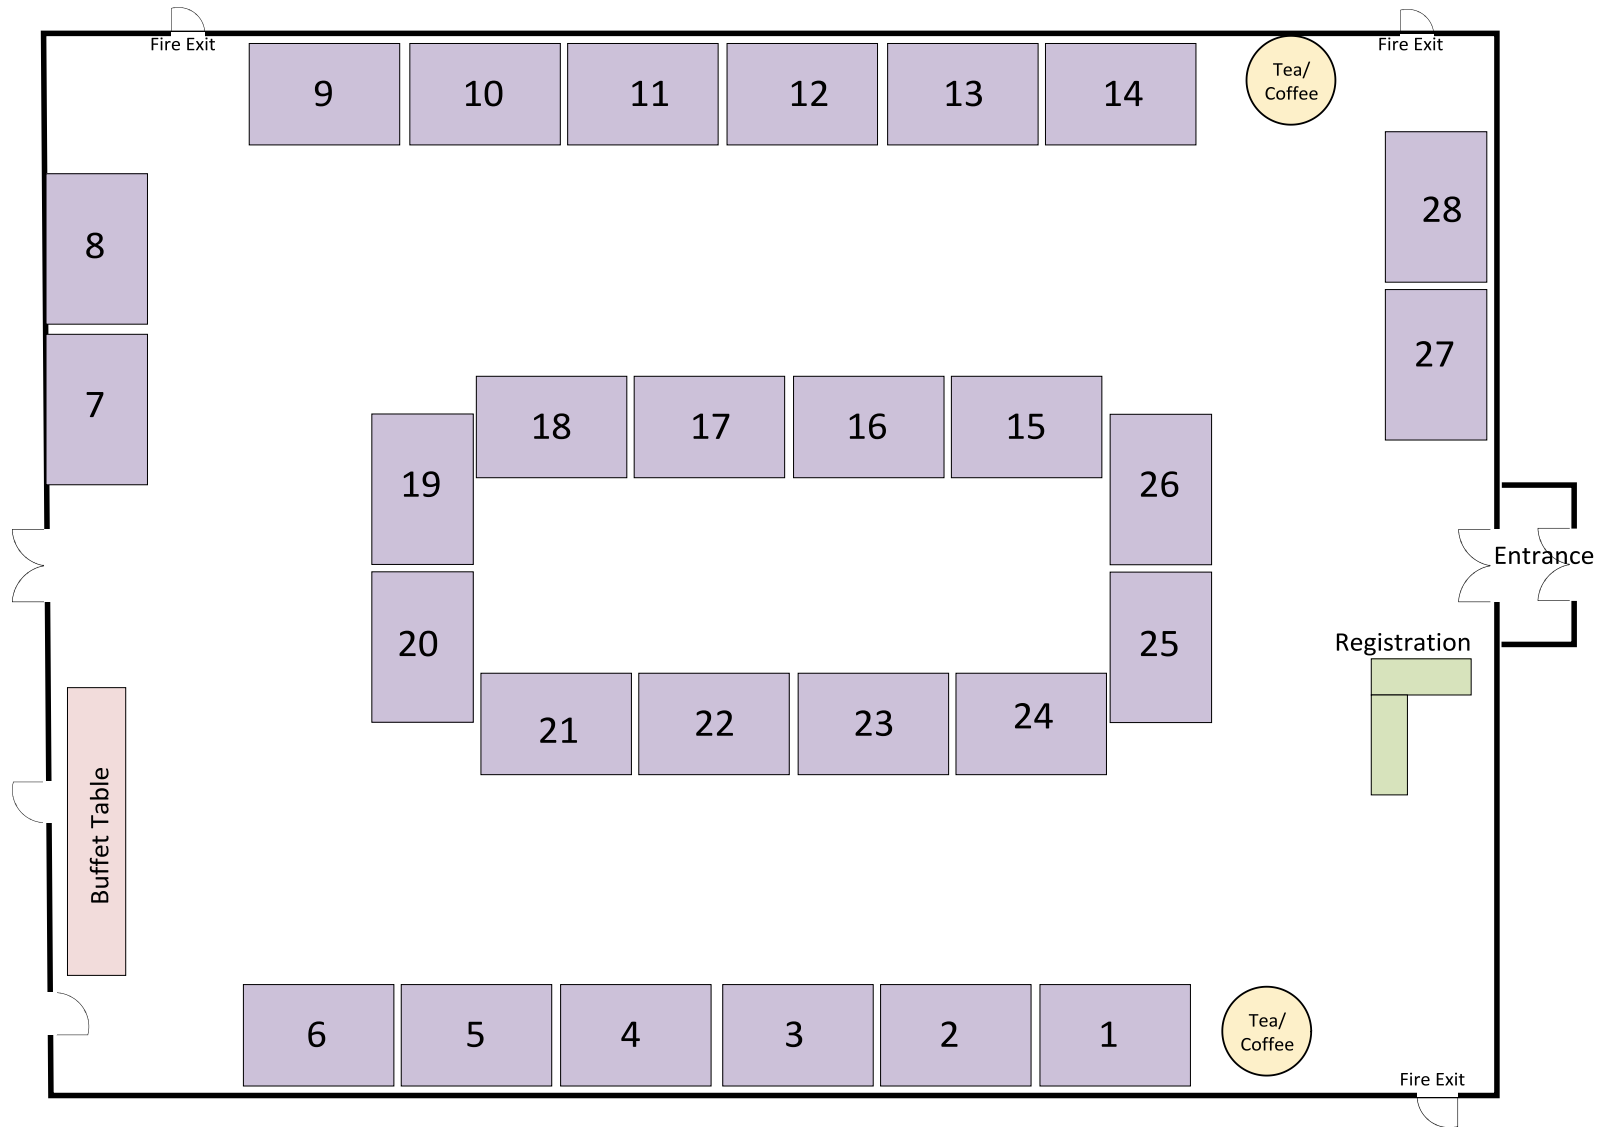 Fire Exit
Fire Exit
9 10 11 12 13 14
Tea/
Coffee
8
28
7
27
18 17 16 15
19
26
Entrance
20
25
Registration
21 22 23 24
Buffet Table
6 5 4 3 2 1
Tea/
Coffee
Fire Exit